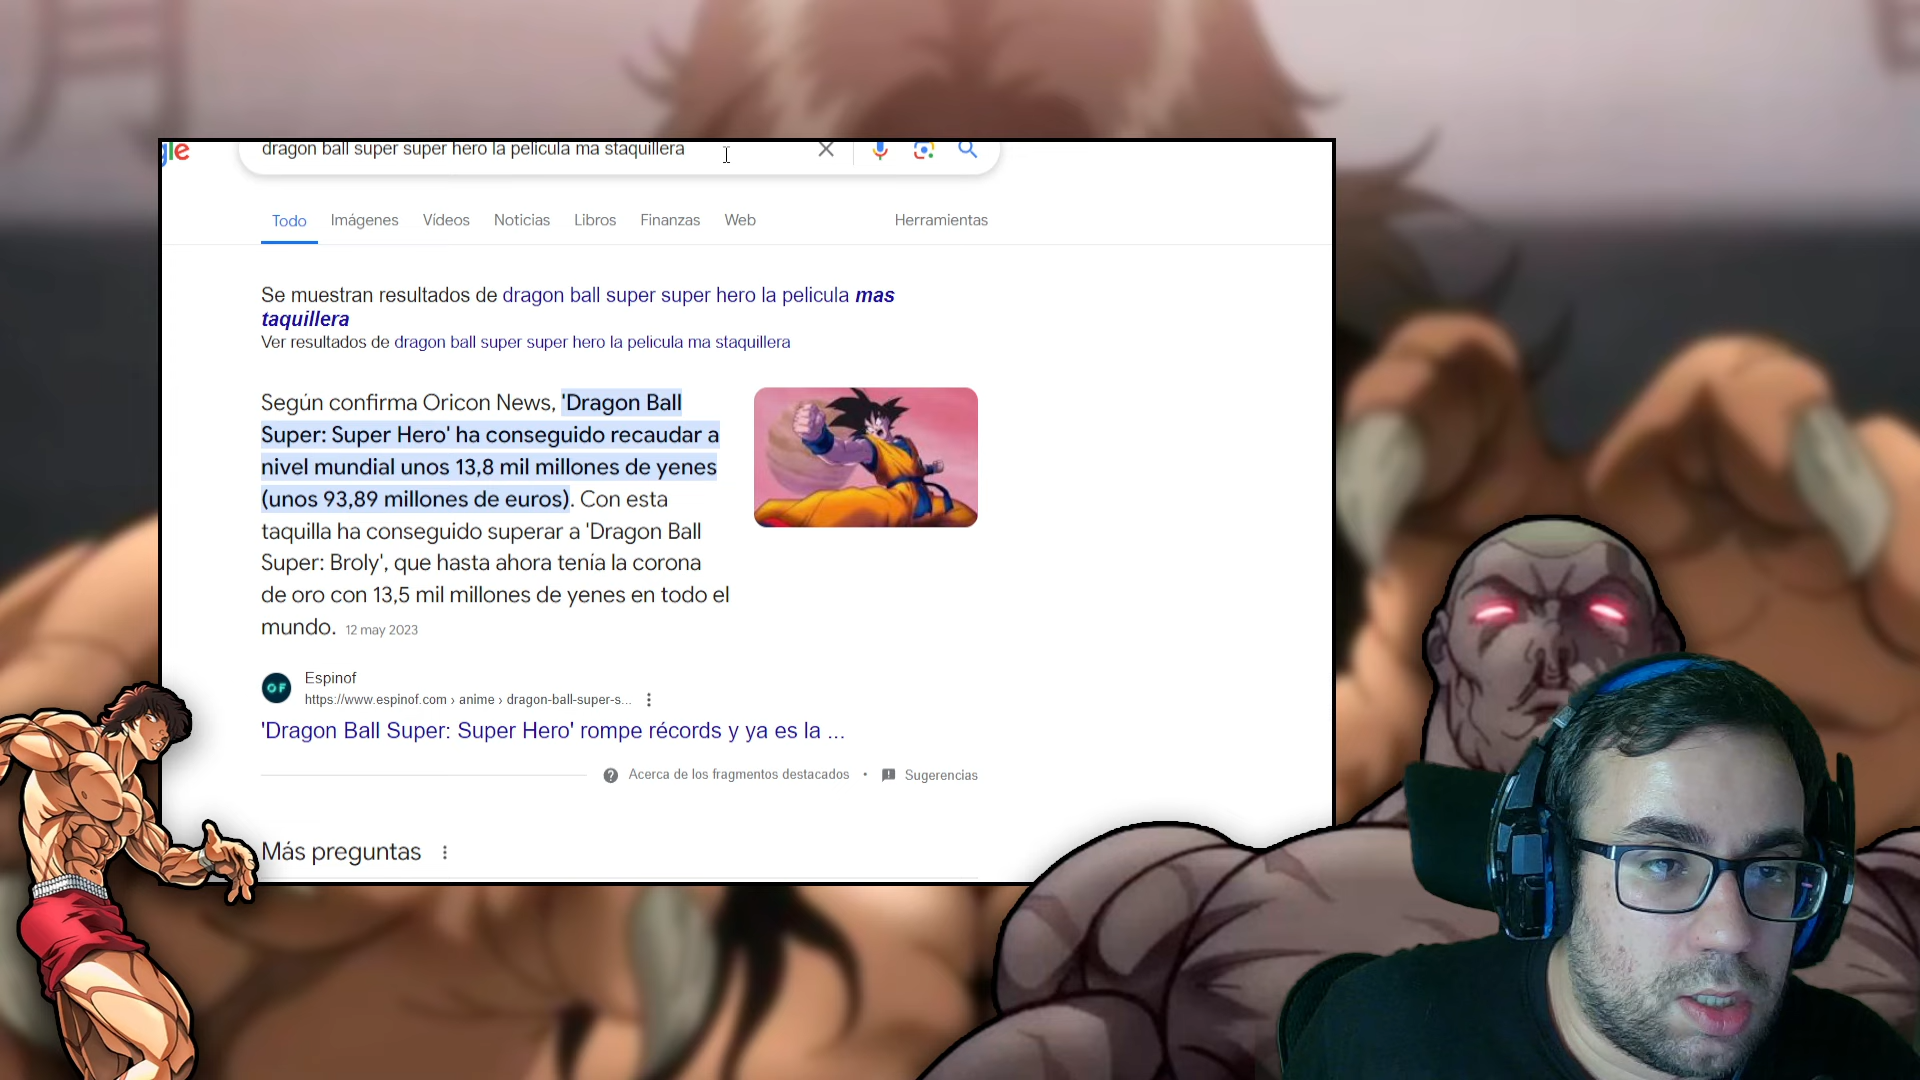 gle
dragon ball super super hero la pelicula ma staquillera
Todo Imágenes Vídeos Noticias Libros Finanzas Web Herramientas
Se muestran resultados de dragon ball super super hero la pelicula mas
taquillera
Ver resultados de dragon ball super super hero la pelicula ma staquillera
Según confirma Oricon News, 'Dragon Ball
Super: Super Hero' ha conseguido recaudar a
nivel mundial unos 13,8 mil millones de yenes
(unos 93,89 millones de euros). Con esta
taquilla ha conseguido superar a 'Dragon Ball
Super: Broly', que hasta ahora tenía la corona
de oro con 13,5 mil millones de yenes en todo el
mundo. 12 may 2023
OF
Espinof
https://www.espinof.com › anime › dragon-ball-super-s...
'Dragon Ball Super: Super Hero' rompe récords y ya es la ...
Acerca de los fragmentos destacados • Sugerencias
Más preguntas